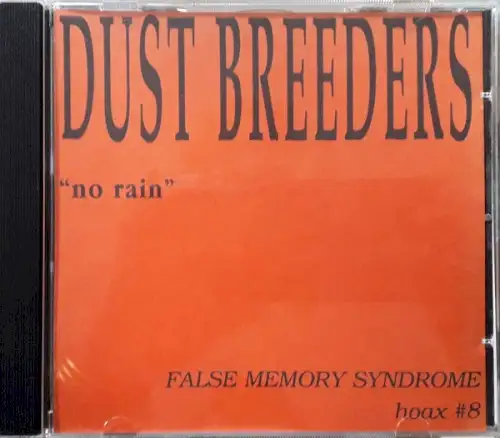 DUST BREEDERS
“no rain”
FALSE MEMORY SYNDROME
hoax #8